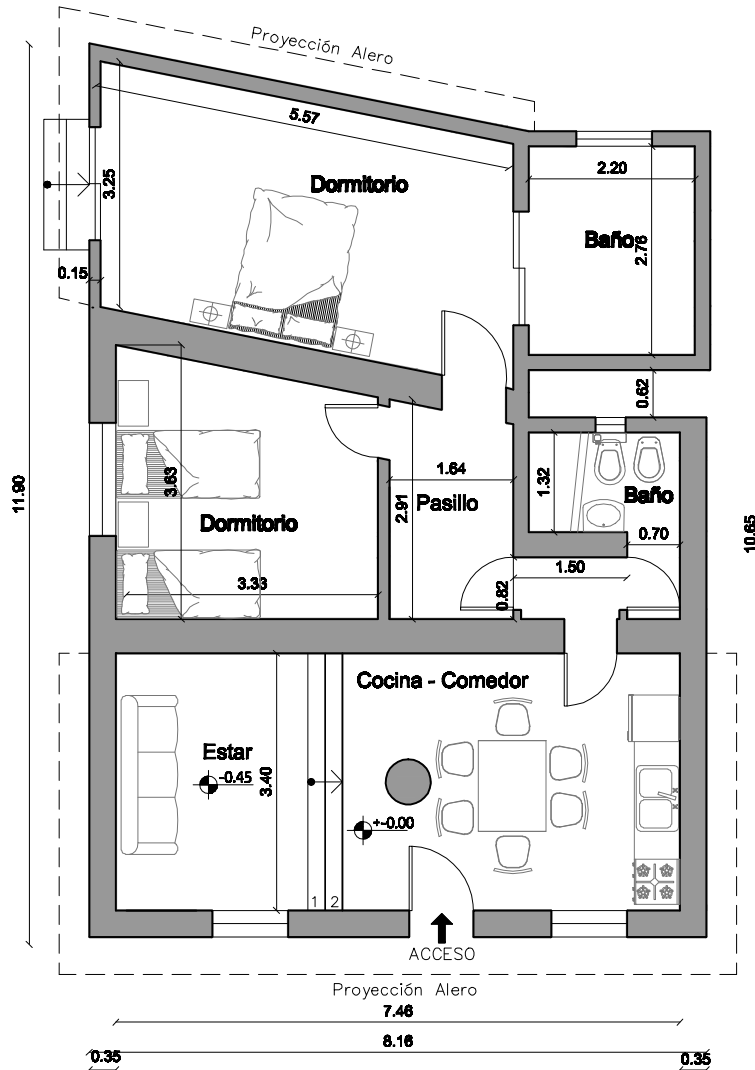 Proyección Alero
5.57
Dormitorio
2.20
3.25
Baño
2.76
0.15
0.62
11.90
3.63
1.64
1.32
Baño
2.91
Pasillo
Dormitorio
0.70
10.65
1.50
3.33
0.82
Cocina - Comedor
Estar
-0.45
3.40
+-0.00
1 2
ACCESO
Proyección Alero
7.46
8.16
0.35
0.35